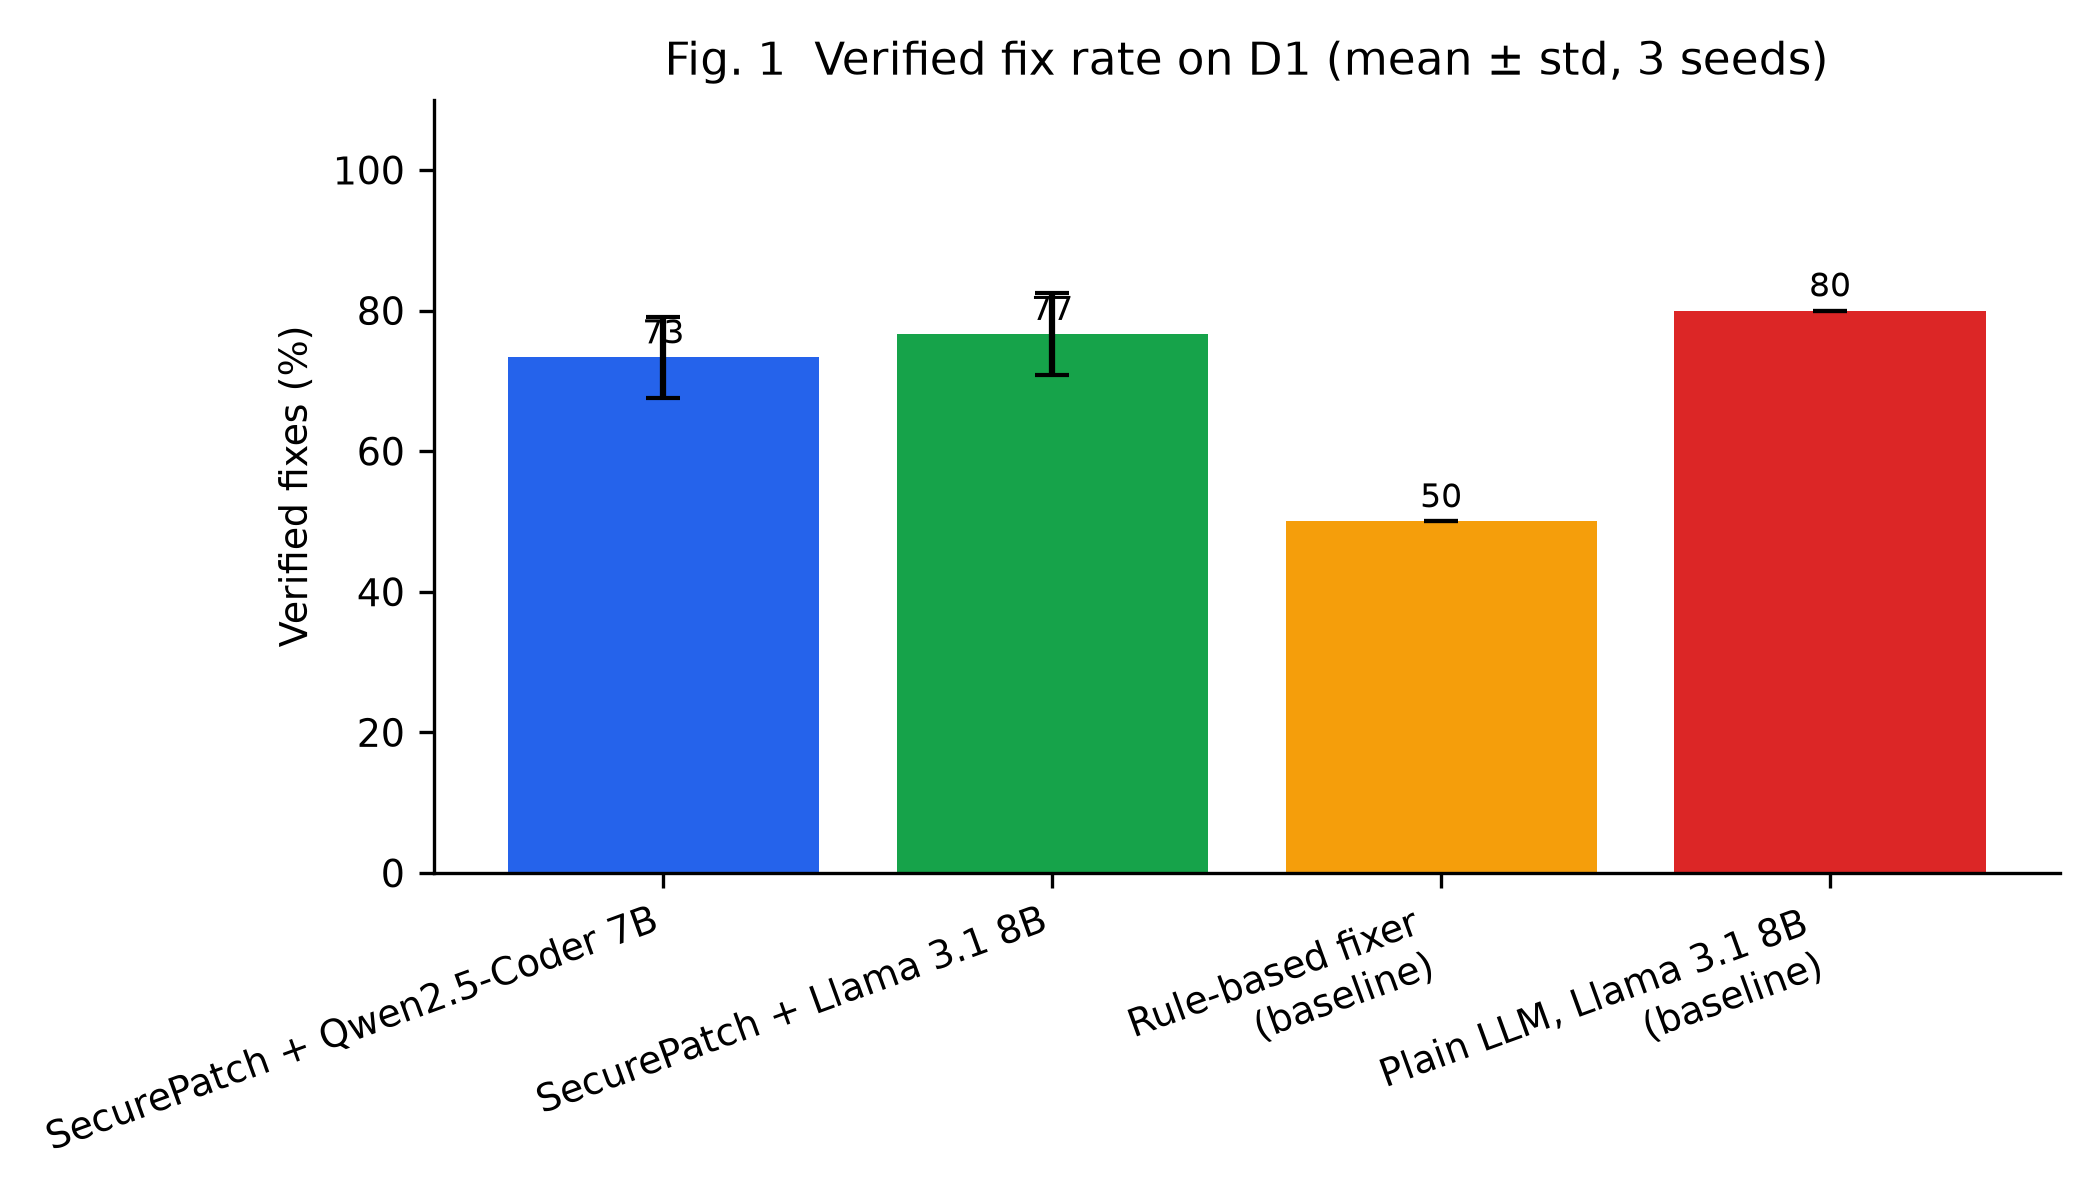 Fig. 1  Verified fix rate on D1 (mean ± std, 3 seeds)
Verified fixes (%)
100
80
60
40
20
0
73
77
50
80
SecurePatch + Qwen2.5-Coder 7B
SecurePatch + Llama 3.1 8B
Rule-based fixer
(baseline)
Plain LLM, Llama 3.1 8B
(baseline)